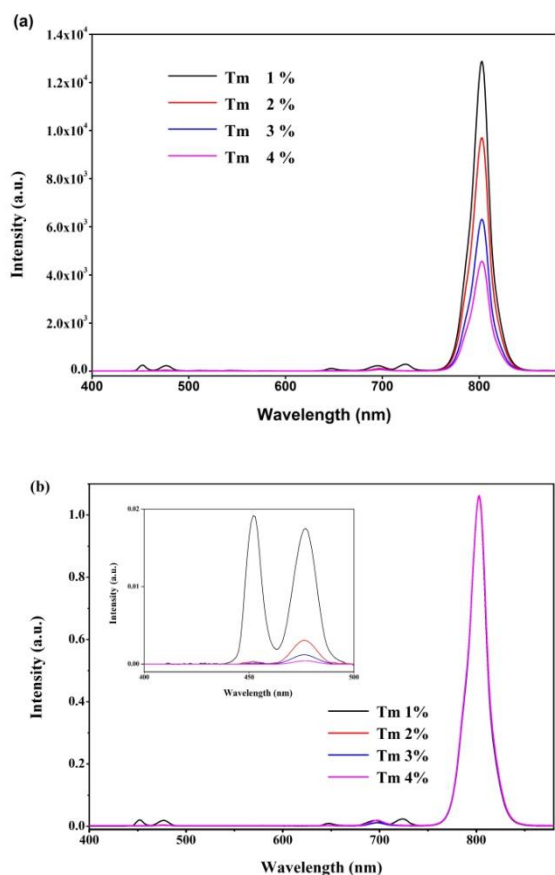 (a)
1.4x10⁴
1.2x10⁴
1.0x10⁴
8.0x10³
6.0x10³
4.0x10³
2.0x10³
0.0
Intensity (a.u.)
Tm 1 %
Tm 2 %
Tm 3 %
Tm 4 %
400 500 600 700 800
Wavelength (nm)
(b)
1.0
0.8
0.6
0.4
0.2
0.0
Intensity (a.u.)
0.02
0.01
0.00
Intensity (a.u.)
400 450 500
Wavelength (nm)
Tm 1%
Tm 2%
Tm 3%
Tm 4%
400 500 600 700 800
Wavelength (nm)